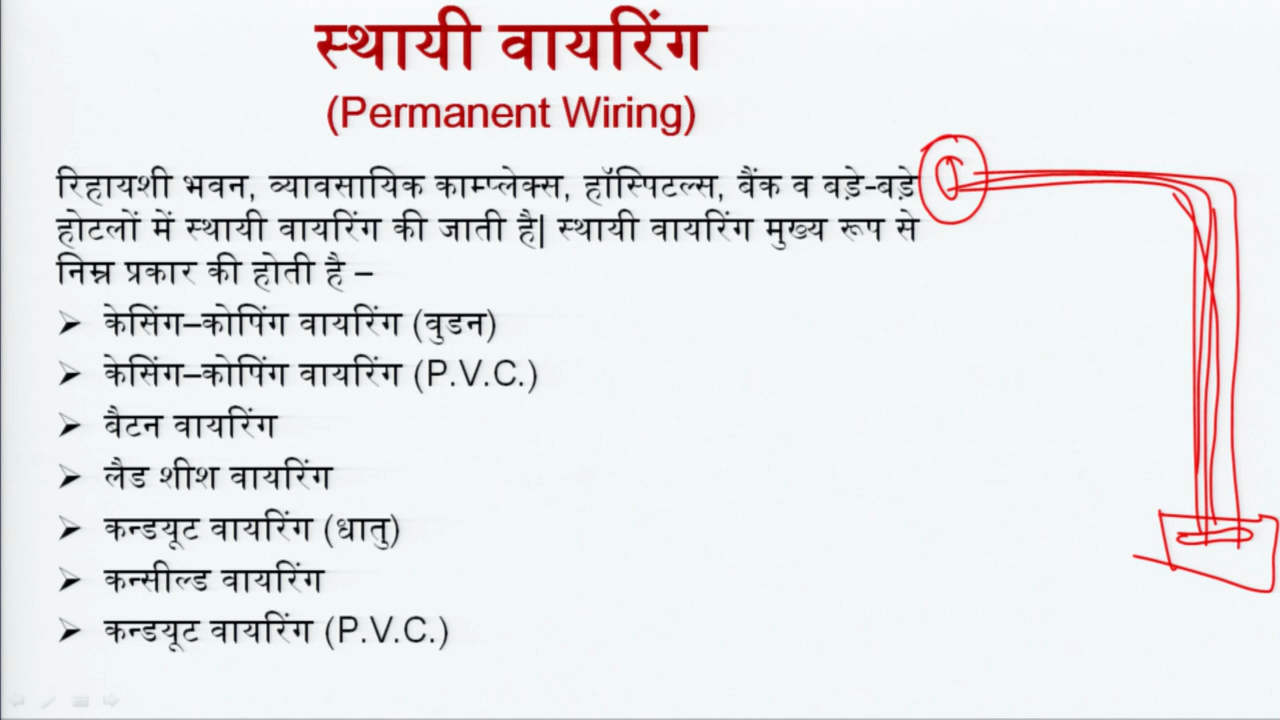 स्थायी वायरिंग
(Permanent Wiring)
रिहायशी भवन, व्यावसायिक काम्प्लेक्स, हॉस्पिटल्स, बैंक व बड़े-बड़े
होटलों में स्थायी वायरिंग की जाती है| स्थायी वायरिंग मुख्य रूप से
निम्न प्रकार की होती है –
➢ केसिंग–कोपिंग वायरिंग (वुडन)
➢ केसिंग–कोपिंग वायरिंग (P.V.C.)
➢ बैटन वायरिंग
➢ लैड शीश वायरिंग
➢ कन्डयूट वायरिंग (धातु)
➢ कन्सील्ड वायरिंग
➢ कन्डयूट वायरिंग (P.V.C.)